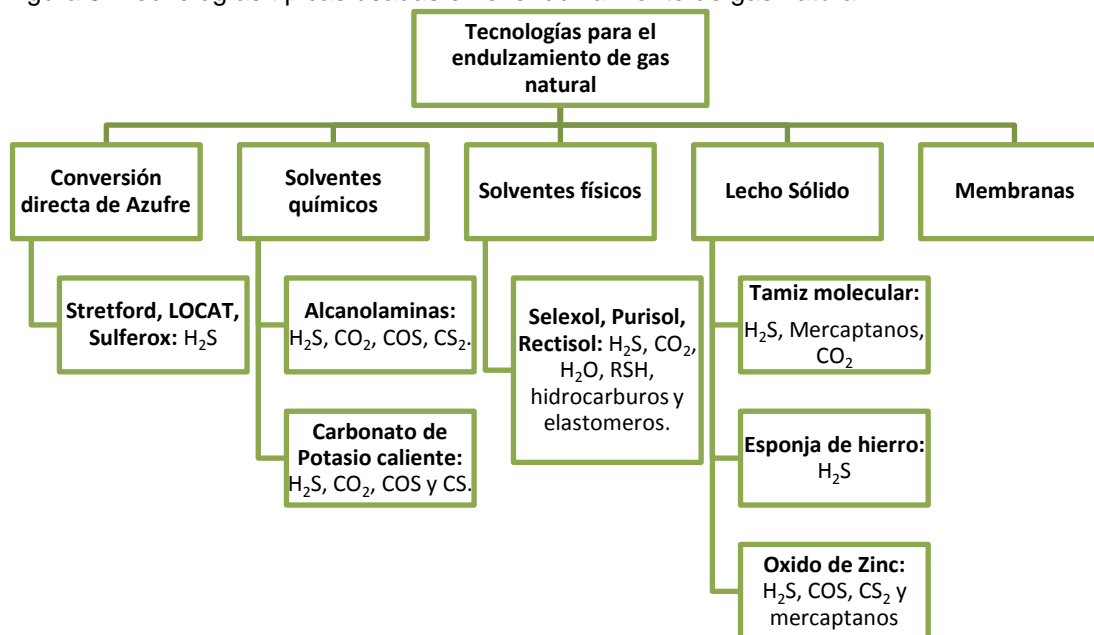 Tecnologías para el
endulzamiento de gas
natural
Conversión
directa de Azufre
Solventes
químicos
Solventes físicos
Lecho Sólido
Membranas
Stretford, LOCAT,
Sulferox: H₂S
Alcanolaminas:
H₂S, CO₂, COS, CS₂.
Carbonato de
Potasio caliente:
H₂S, CO₂, COS y CS.
Selexol, Purisol,
Rectisol: H₂S, CO₂,
H₂O, RSH,
hidrocarburos y
elastomeros.
Tamiz molecular:
H₂S, Mercaptanos,
CO₂
Esponja de hierro:
H₂S
Oxido de Zinc:
H₂S, COS, CS₂ y
mercaptanos